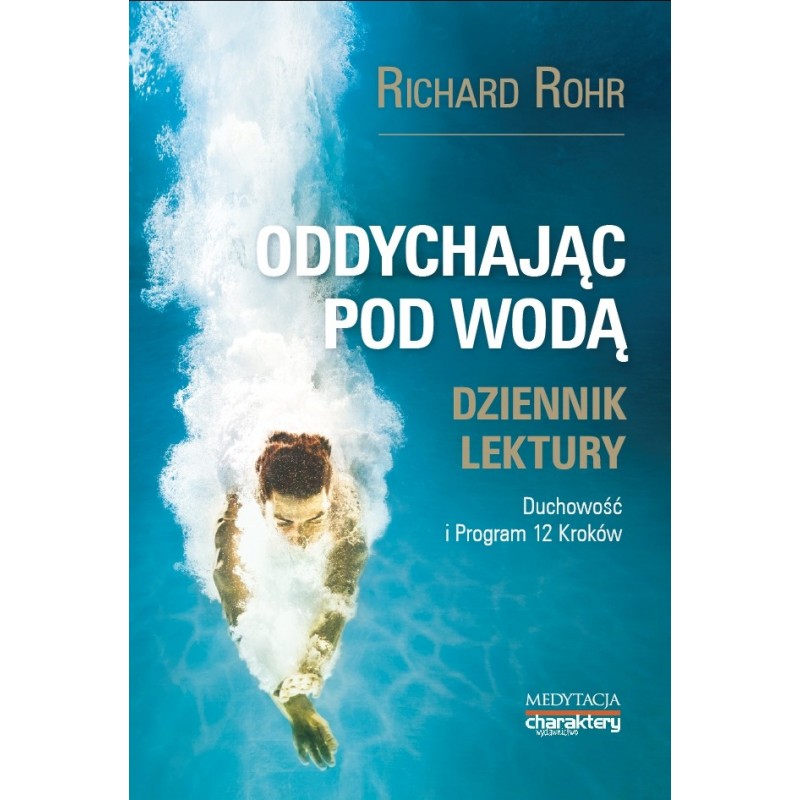 RICHARD ROHR
ODDYCHAJĄC
POD WODĄ
DZIENNIK
LEKTURY
Duchowość
i Program 12 Kroków
MEDYTACJA
charaktery
wydawnictwo